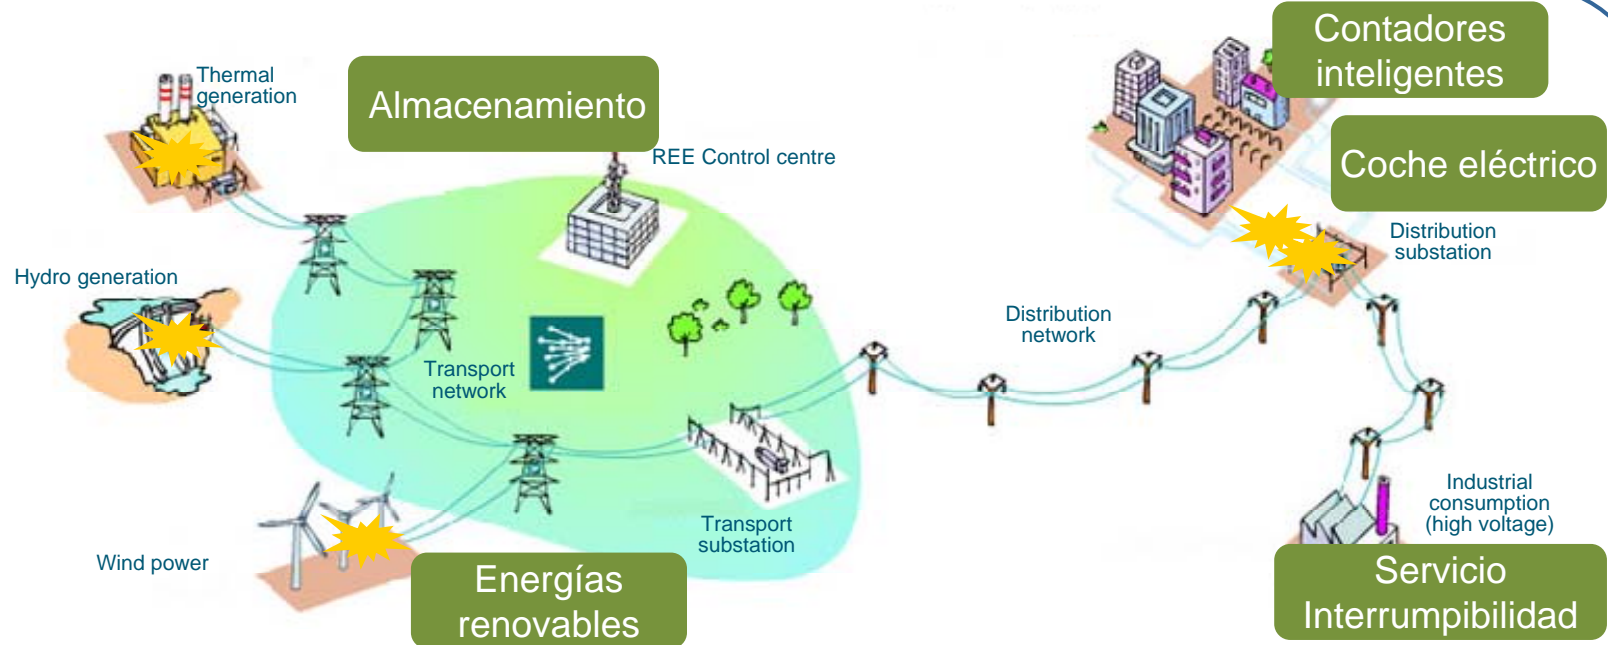 Thermal
generation
Almacenamiento
REE Control centre
Contadores
inteligentes
Coche eléctrico
Distribution
substation
Hydro generation
Transport
network
Distribution
network
Wind power
Energías
renovables
Transport
substation
Industrial
consumption
(high voltage)
Servicio
Interrumpibilidad